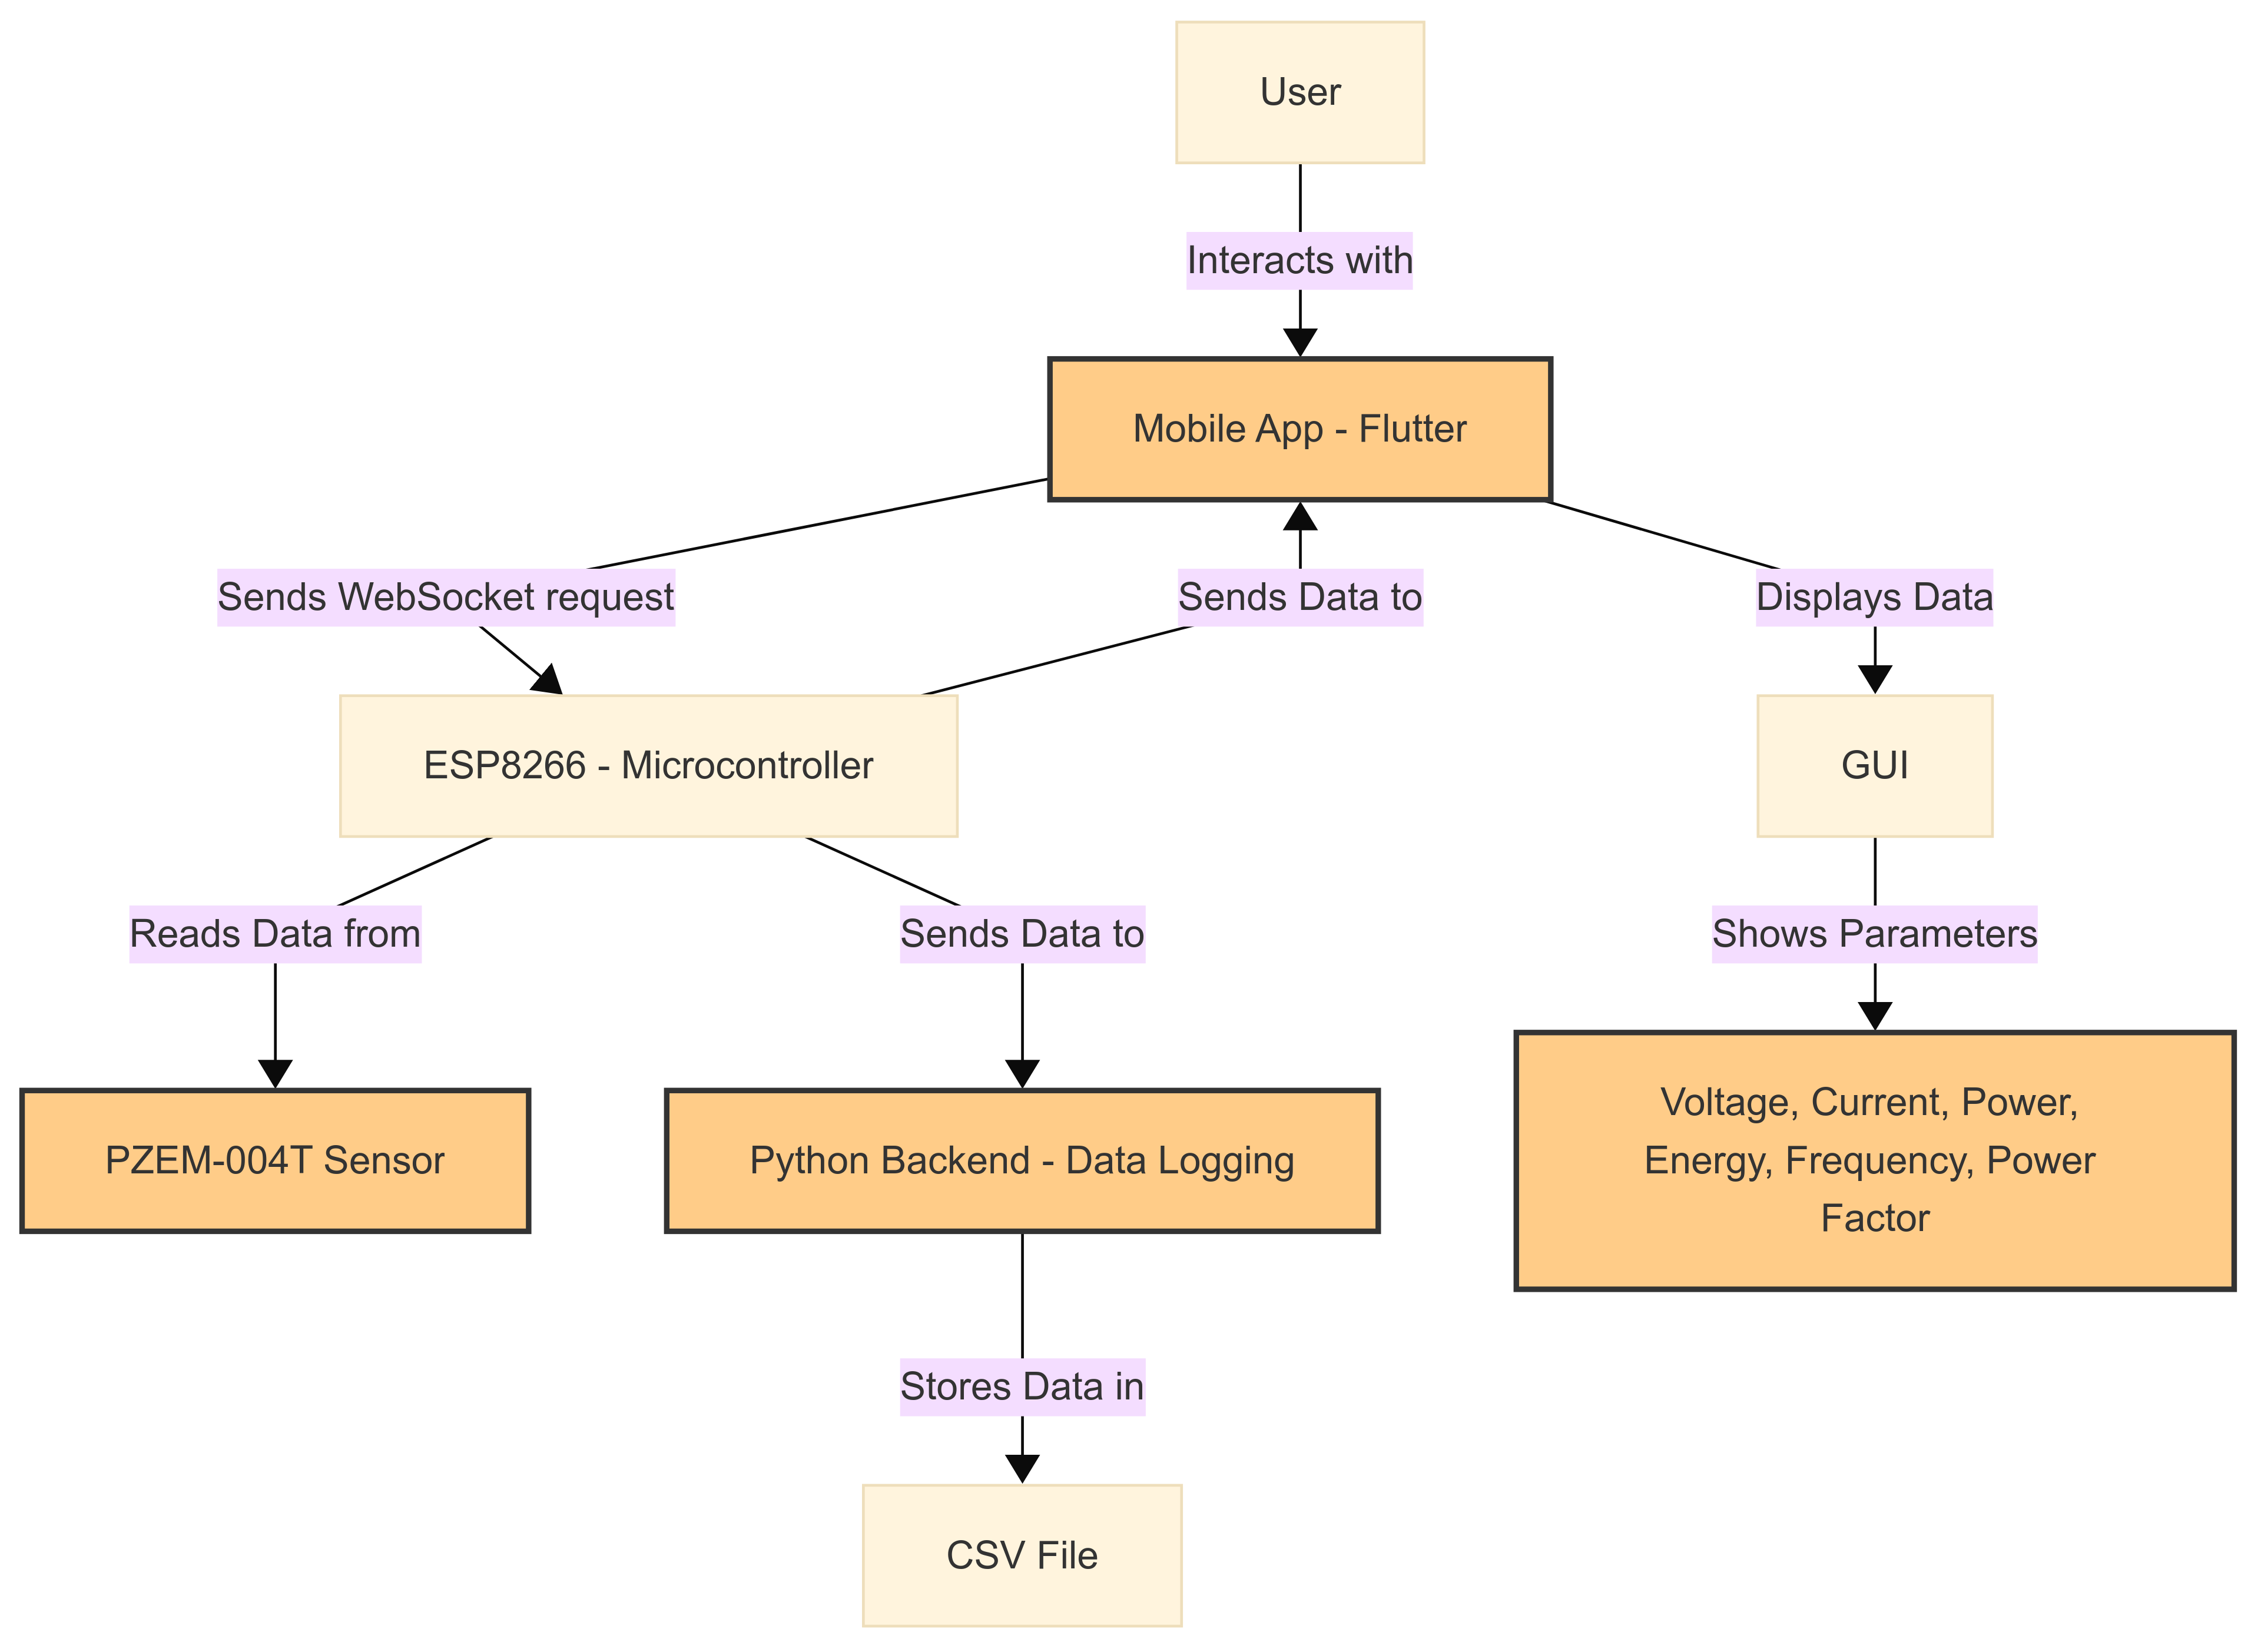 User
Interacts with
Mobile App - Flutter
Sends WebSocket request
Sends Data to
Displays Data
ESP8266 - Microcontroller
GUI
Reads Data from
Sends Data to
Shows Parameters
PZEM-004T Sensor
Python Backend - Data Logging
Voltage, Current, Power,
Energy, Frequency, Power
Factor
Stores Data in
CSV File